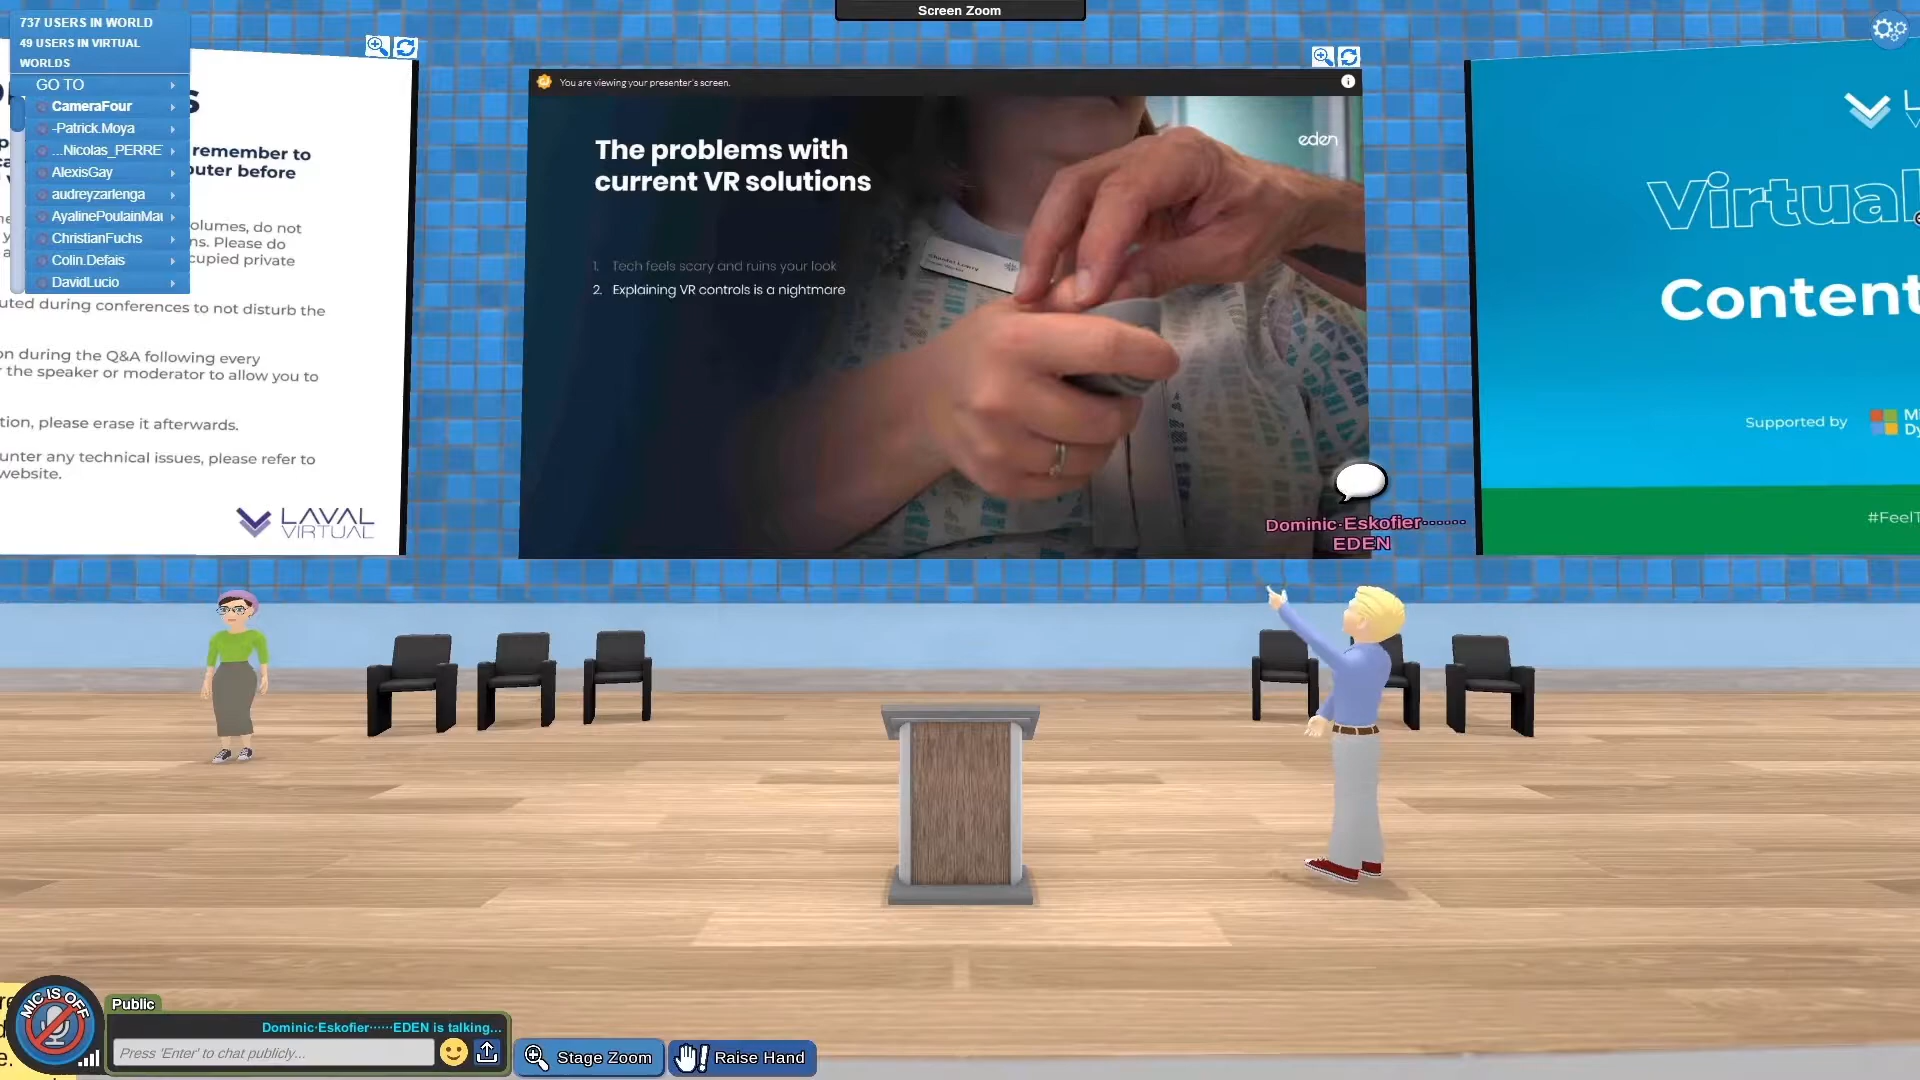 Screen Zoom
737 USERS IN WORLD
49 USERS IN VIRTUAL
WORLDS
GO TO
CameraFour
-Patrick.Moya
...Nicolas_PERRE
AlexisGay
audreyzarlenga
AyalinePoulainMau
ChristianFuchs
Colin.Defais
DavidLucio
remember to
uter before
olumes, do not
ns. Please do
cupied private
uted during conferences to not disturb the
on during the Q&A following every
r the speaker or moderator to allow you to
tion, please erase it afterwards.
unter any technical issues, please refer to
website.
LAVAL
VIRTUAL
You are viewing your presenter's screen.
The problems with
current VR solutions
eden
1. Tech feels scary and ruins your look
2. Explaining VR controls is a nightmare
Dominic·Eskofier······
EDEN
L
V
Virtual
Content
Supported by
Mi
Dy
#FeelT
MIC IS OFF
Public
Dominic·Eskofier······EDEN is talking...
Press 'Enter' to chat publicly...
Stage Zoom
Raise Hand